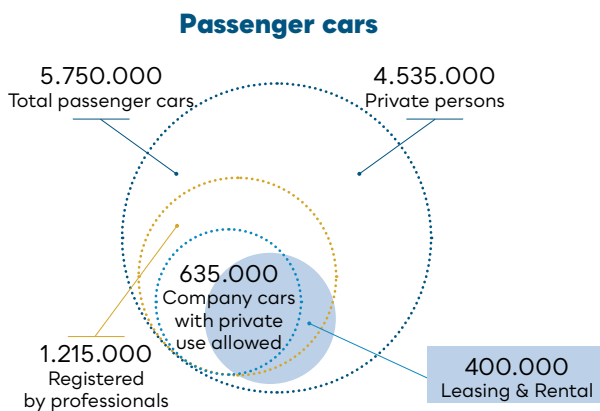 Passenger cars
5.750.000
Total passenger cars
4.535.000
Private persons
635.000
Company cars
with private
use allowed
1.215.000
Registered
by professionals
400.000
Leasing & Rental